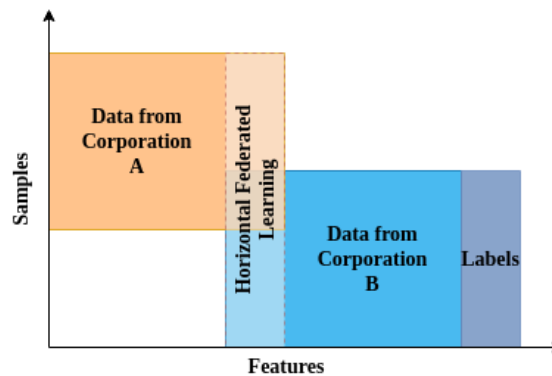 Data from
Corporation
A
Horizontal Federated
Learning
Data from
Corporation
B
Labels
Samples
Features